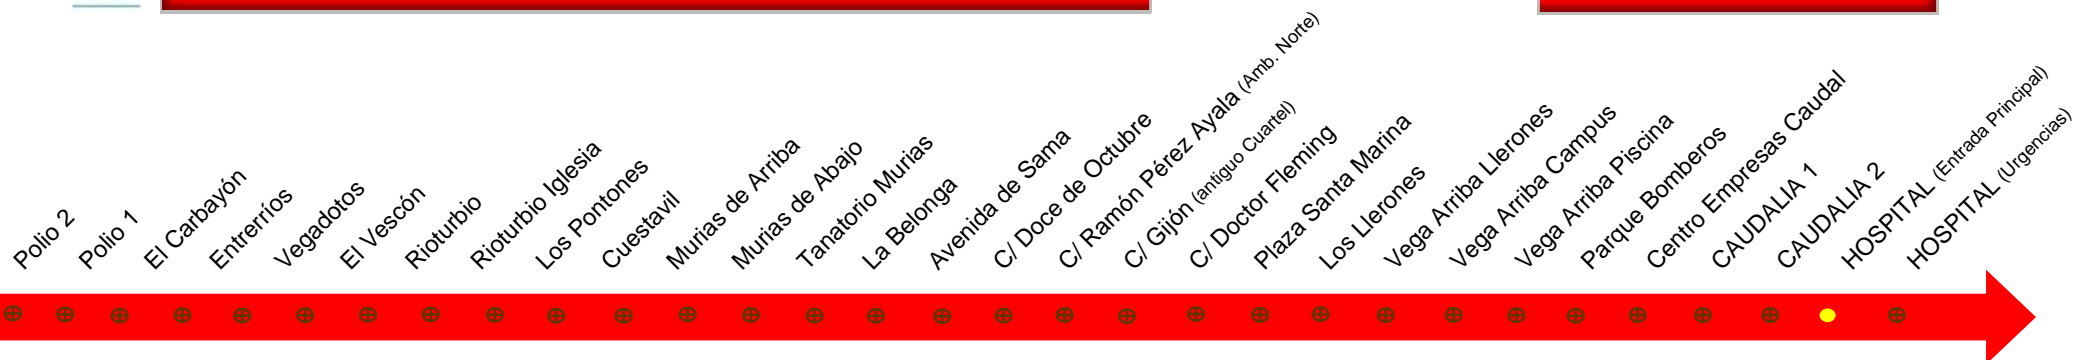 Polio 2
Polio 1
El Carbayón
Entrerríos
Vegadotos
El Vescón
Rioturbio
Rioturbio Iglesia
Los Pontones
Cuestavil
Murias de Arriba
Murias de Abajo
Tanatorio Murias
La Belonga
Avenida de Sama
C/ Doce de Octubre
C/ Ramón Pérez Ayala (Amb. Norte)
C/ Gijón (antiguo Cuartel)
C/ Doctor Fleming
Plaza Santa Marina
Los Llerones
Vega Arriba Llerones
Vega Arriba Campus
Vega Arriba Piscina
Parque Bomberos
Centro Empresas Caudal
CAUDALIA 1
CAUDALIA 2
HOSPITAL (Entrada Principal)
HOSPITAL (Urgencias)